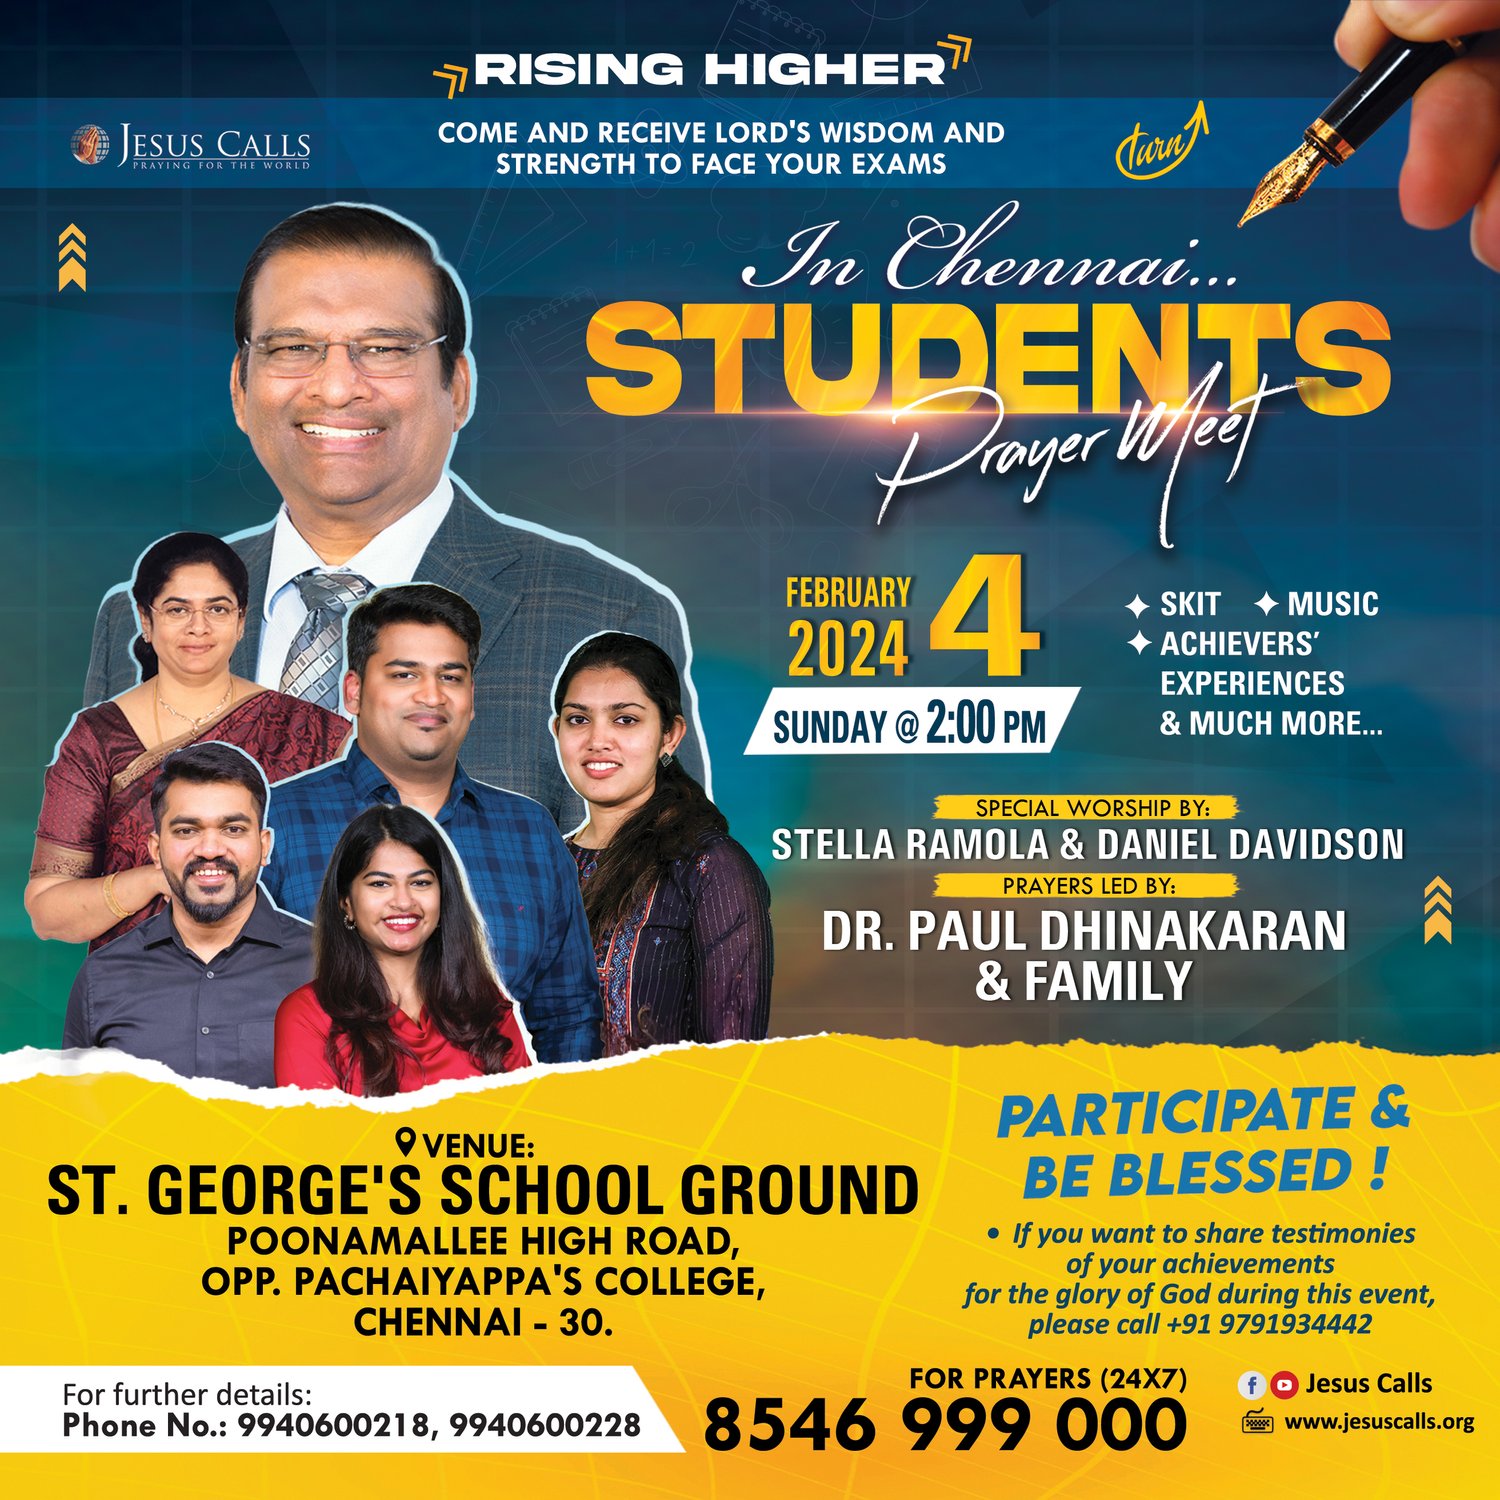 RISING HIGHER
JESUS CALLS
PRAYING FOR THE WORLD
COME AND RECEIVE LORD'S WISDOM AND
STRENGTH TO FACE YOUR EXAMS
turn
1+1=2
In Chennai...
STUDENTS
Prayer Meet
FEBRUARY
2024
4
SUNDAY @ 2:00 PM
SKIT
MUSIC
ACHIEVERS'
EXPERIENCES
& MUCH MORE...
SPECIAL WORSHIP BY:
STELLA RAMOLA & DANIEL DAVIDSON
PRAYERS LED BY:
DR. PAUL DHINAKARAN
& FAMILY
VENUE:
ST. GEORGE'S SCHOOL GROUND
POONAMALLEE HIGH ROAD,
OPP. PACHAIYAPPA'S COLLEGE,
CHENNAI - 30.
PARTICIPATE &
BE BLESSED !
• If you want to share testimonies
of your achievements
for the glory of God during this event,
please call +91 9791934442
For further details:
Phone No.: 9940600218, 9940600228
FOR PRAYERS (24X7)
8546 999 000
f Jesus Calls
www.jesuscalls.org